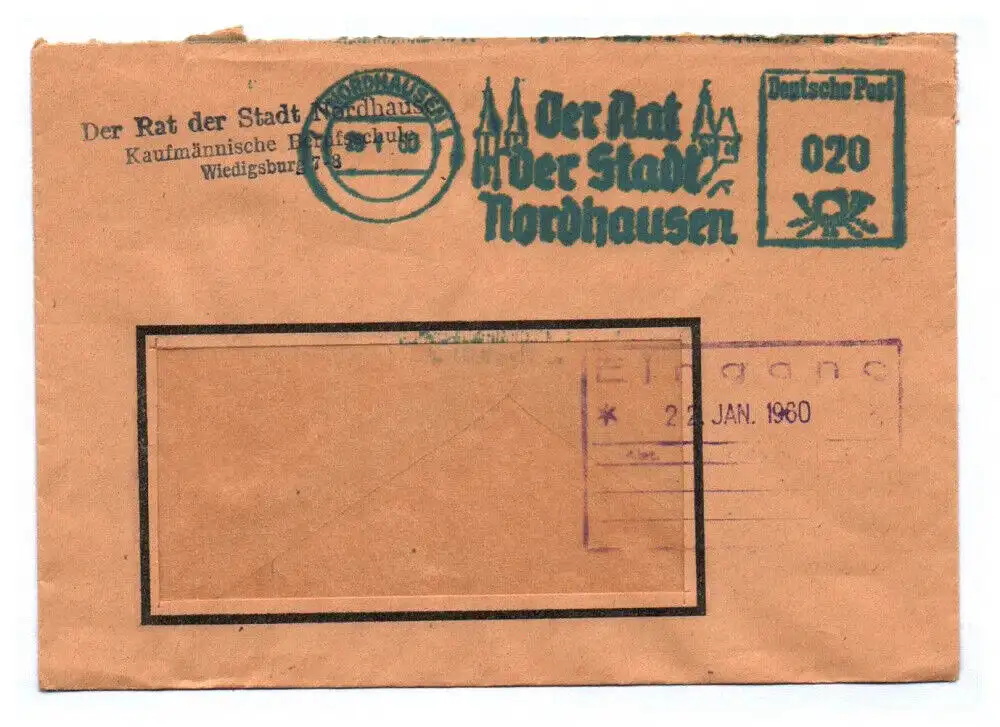 Der Rat der Stadt Nordhausen
Kaufmännische Berufsschule
Wiedigsburg 7-8
NORDHAUSEN 1
Der Rat
der Stadt
Nordhausen
Deutsche Post
020
Eingang
* 22. JAN. 1960